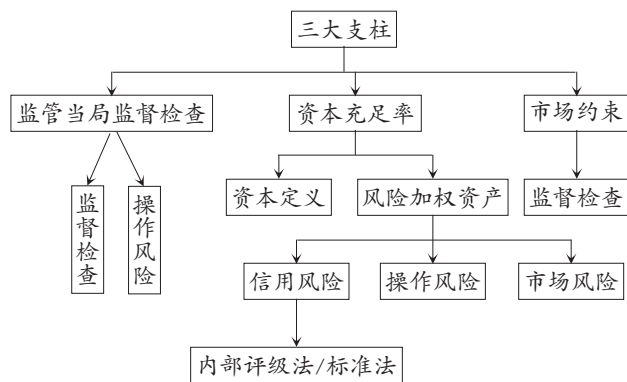 三大支柱
监管当局监督检查
资本充足率
市场约束
监督检查
操作风险
资本定义
风险加权资产
监督检查
信用风险
操作风险
市场风险
内部评级法/标准法